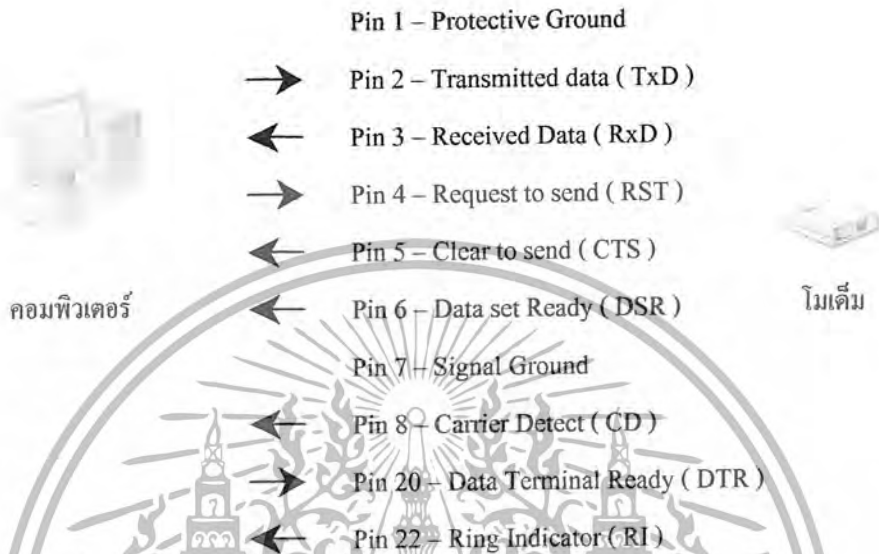 Pin 1 – Protective Ground
Pin 2 – Transmitted data ( TxD )
Pin 3 – Received Data ( RxD )
Pin 4 – Request to send ( RST )
Pin 5 – Clear to send ( CTS )
คอมพิวเตอร์
Pin 6 – Data set Ready ( DSR )
โมเด็ม
Pin 7 – Signal Ground
Pin 8 – Carrier Detect ( CD )
Pin 20 – Data Terminal Ready ( DTR )
Pin 22 – Ring Indicator ( RI )